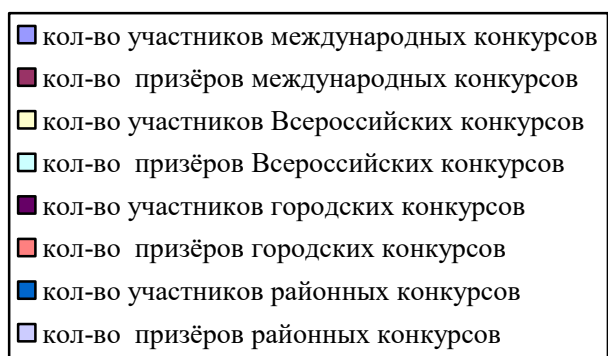 кол-во участников международных конкурсов
кол-во призёров международных конкурсов
кол-во участников Всероссийских конкурсов
кол-во призёров Всероссийских конкурсов
кол-во участников городских конкурсов
кол-во призёров городских конкурсов
кол-во участников районных конкурсов
кол-во призёров районных конкурсов